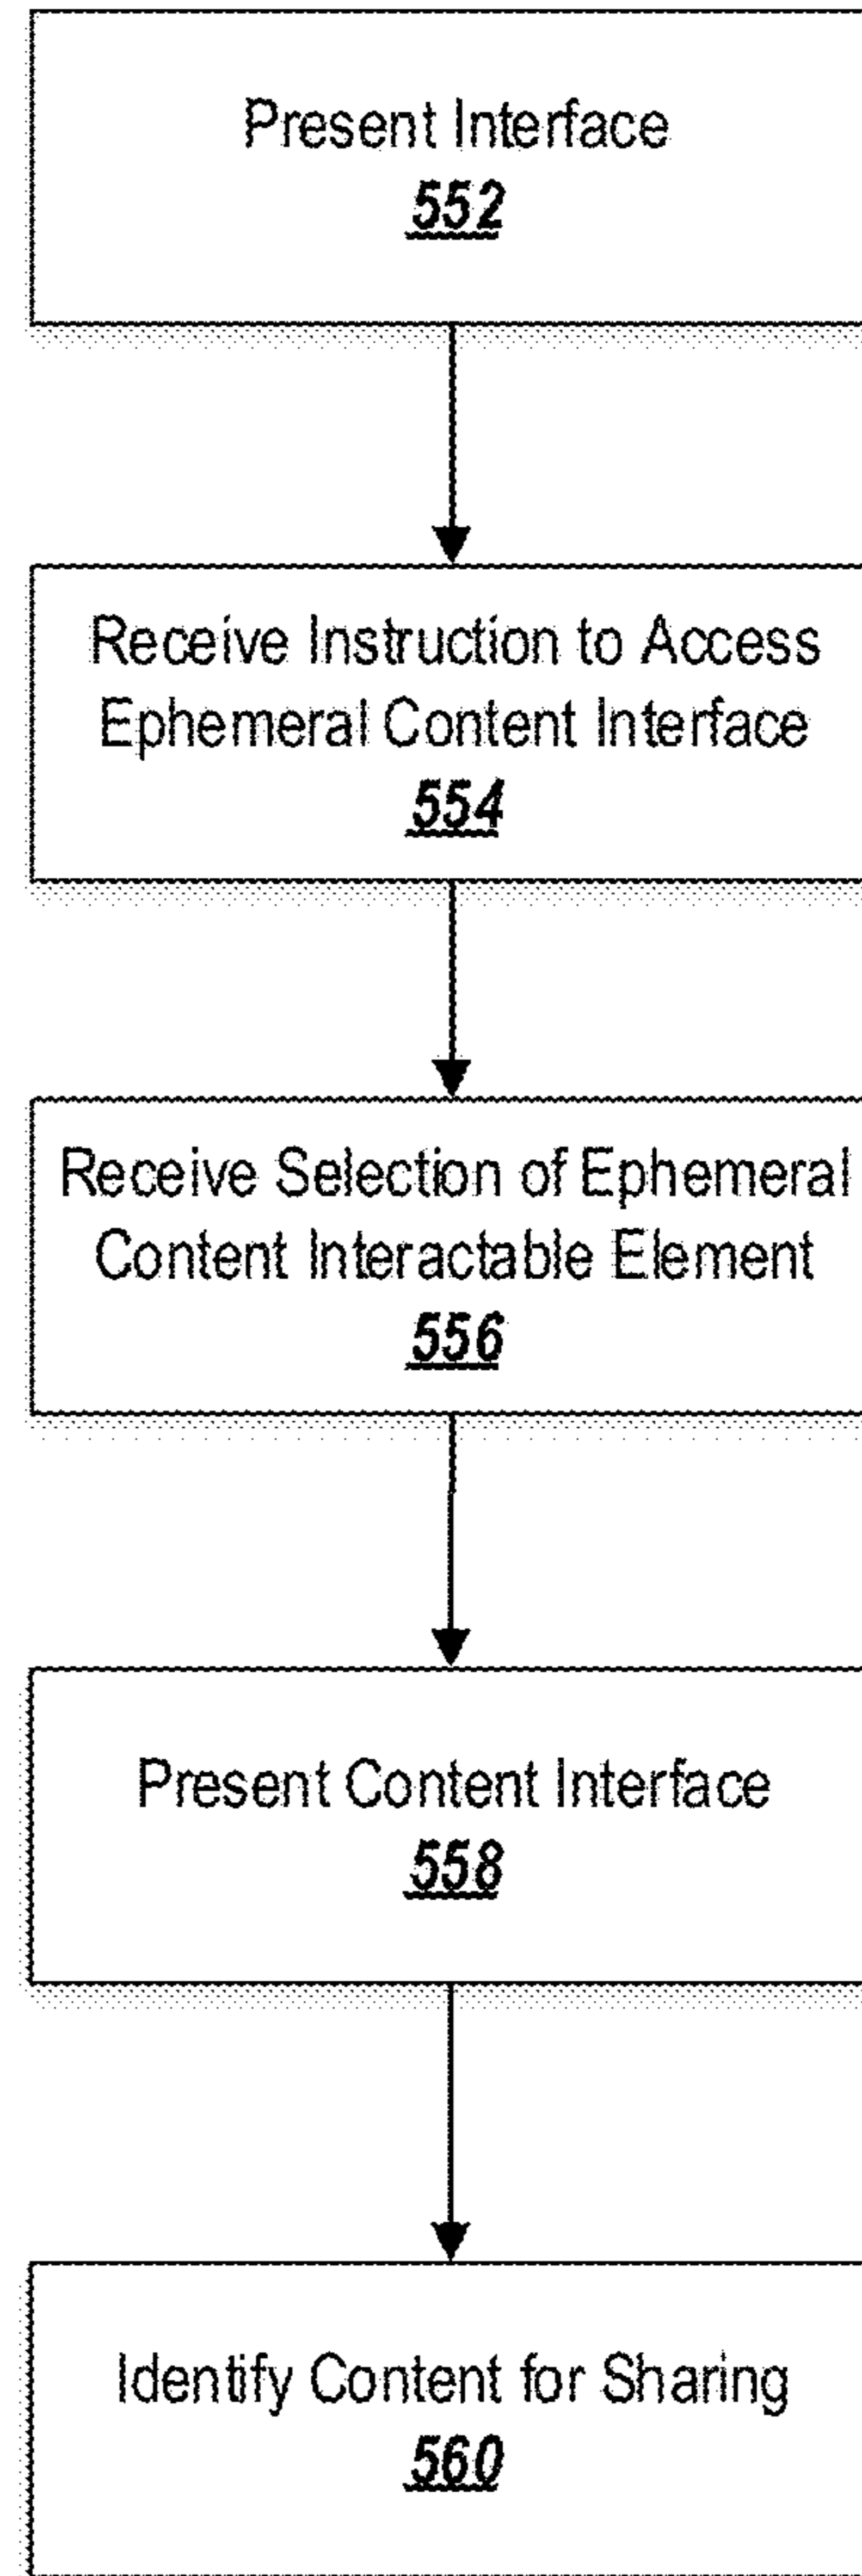 Present Interface
552
Receive Instruction to Access
Ephemeral Content Interface
554
Receive Selection of Ephemeral
Content Interactable Element
556
Present Content Interface
558
Identify Content for Sharing
560